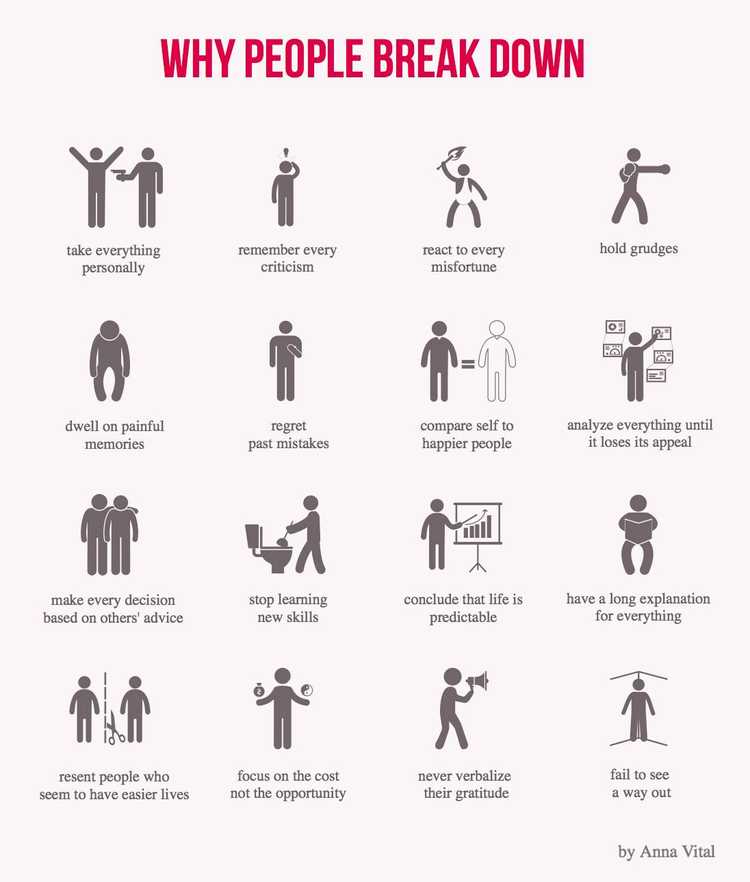 WHY PEOPLE BREAK DOWN
take everything
personally
remember every
criticism
react to every
misfortune
hold grudges
dwell on painful
memories
regret
past mistakes
compare self to
happier people
analyze everything until
it loses its appeal
make every decision
based on others' advice
stop learning
new skills
conclude that life is
predictable
have a long explanation
for everything
resent people who
seem to have easier lives
focus on the cost
not the opportunity
never verbalize
their gratitude
fail to see
a way out
by Anna Vital